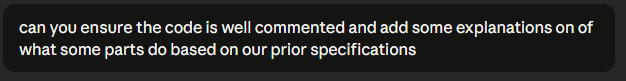 can you ensure the code is well commented and add some explanations on of
what some parts do based on our prior specifications